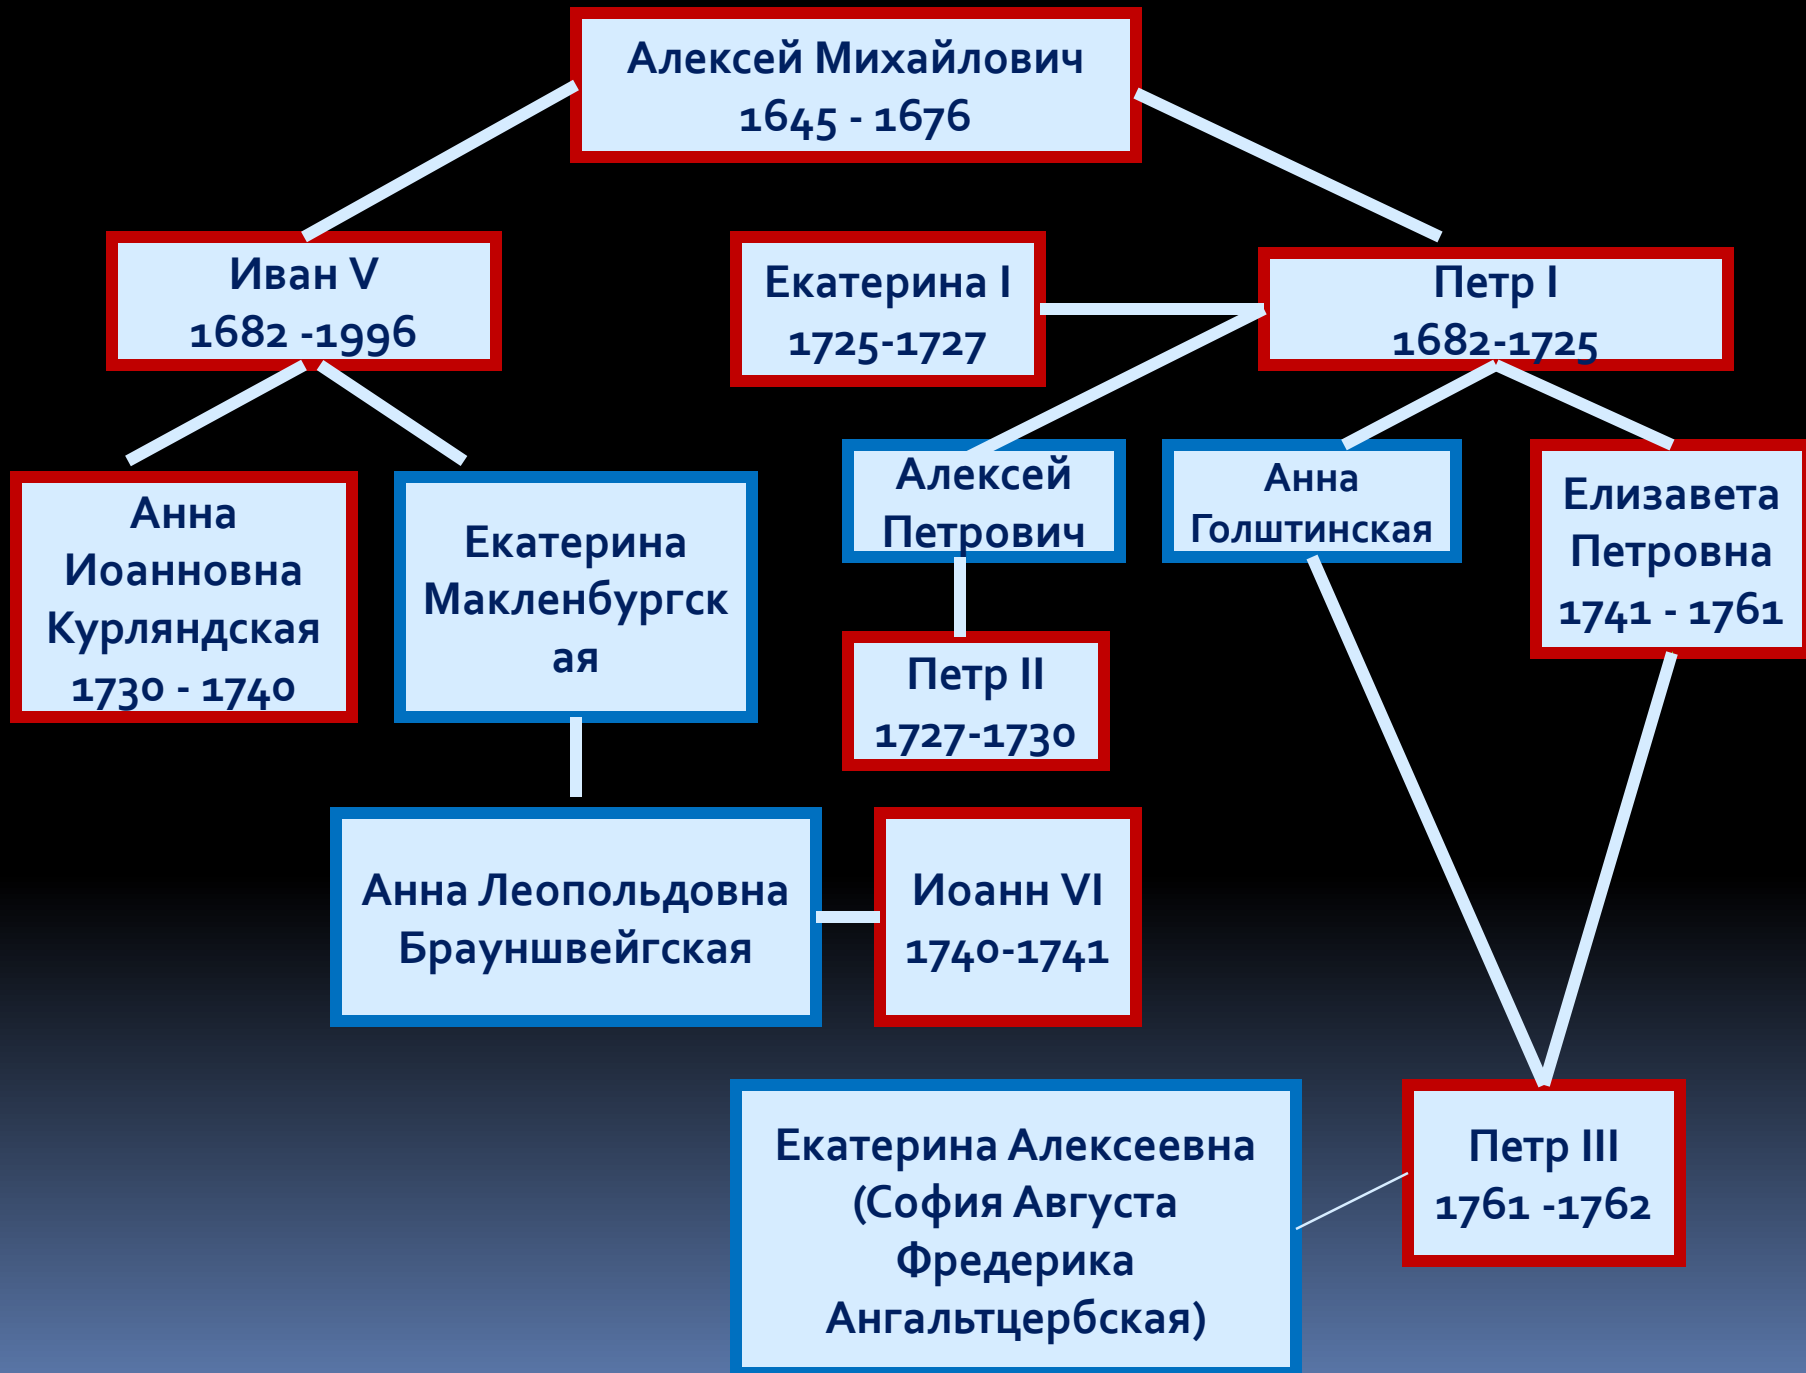 Алексей Михайлович
1645 - 1676
Иван V
1682 -1996
Екатерина I
1725-1727
Петр I
1682-1725
Анна
Иоанновна
Курляндская
1730 - 1740
Екатерина
Макленбургск
ая
Алексей
Петрович
Анна
Голштинская
Елизавета
Петровна
1741 - 1761
Петр II
1727-1730
Анна Леопольдовна
Брауншвейгская
Иоанн VI
1740-1741
Екатерина Алексеевна
(София Августа
Фредерика
Ангальтцербская)
Петр III
1761 -1762